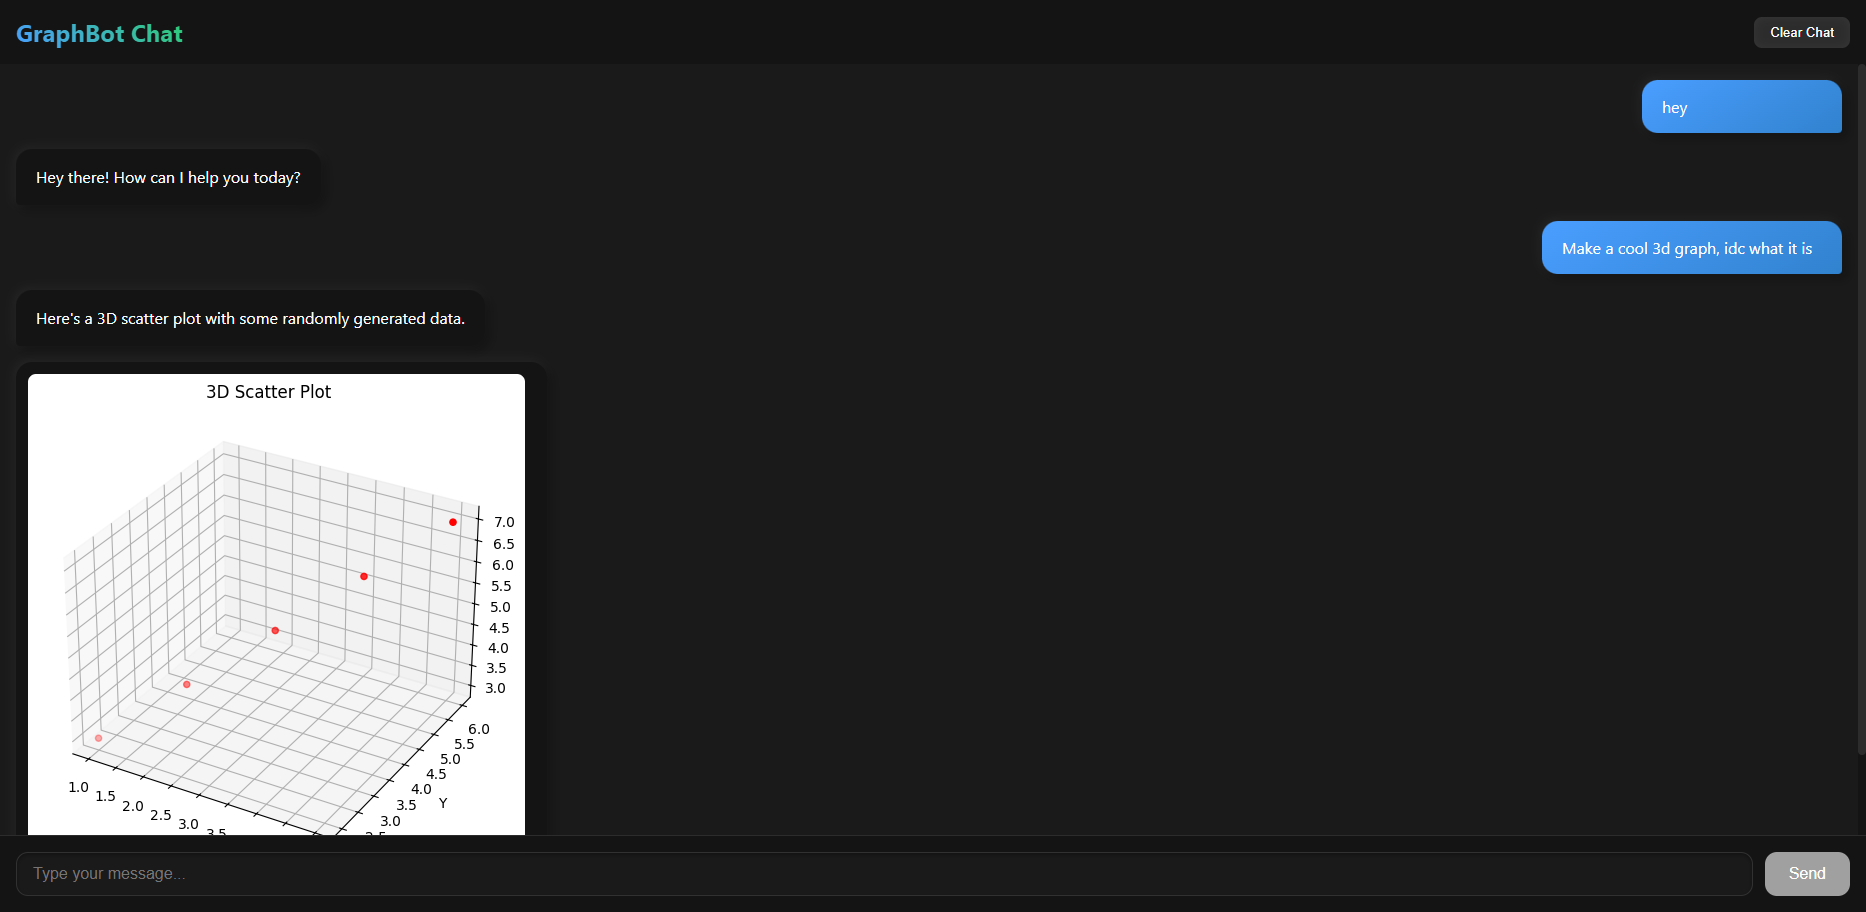 GraphBot Chat
Clear Chat
hey
Hey there! How can I help you today?
Make a cool 3d graph, idc what it is
Here's a 3D scatter plot with some randomly generated data.
3D Scatter Plot
7.0
6.5
6.0
5.5
5.0
4.5
4.0
3.5
3.0
6.0
5.5
5.0
4.5
4.0
3.5
3.0
2.5
Y
1.0
1.5
2.0
2.5
3.0
3.5
Type your message...
Send